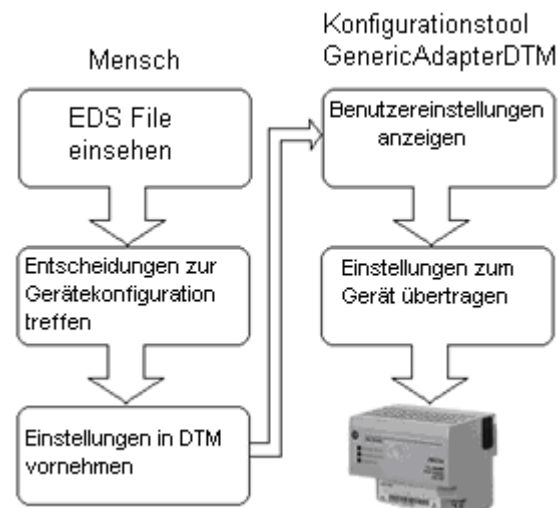 Mensch
EDS File
einsehen
Entscheidungen zur
Gerätekonfiguration
treffen
Einstellungen in DTM
vornehmen
Konfigurationstool
GenericAdapterDTM
Benutzereinstellungen
anzeigen
Einstellungen zum
Gerät übertragen